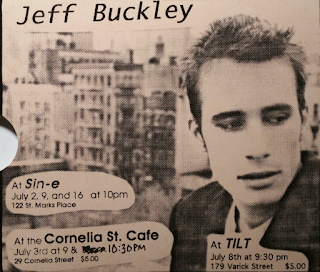 Jeff Buckley
At Sin-e
July 2, 9, and 16 at 10pm
122 St. Marks Place
At the Cornelia St. Cafe
July 3rd at 9 & 10:30PM
29 Cornelia Street $5.00
At TILT
July 8th at 9:30 pm
179 Varick Street $5.00